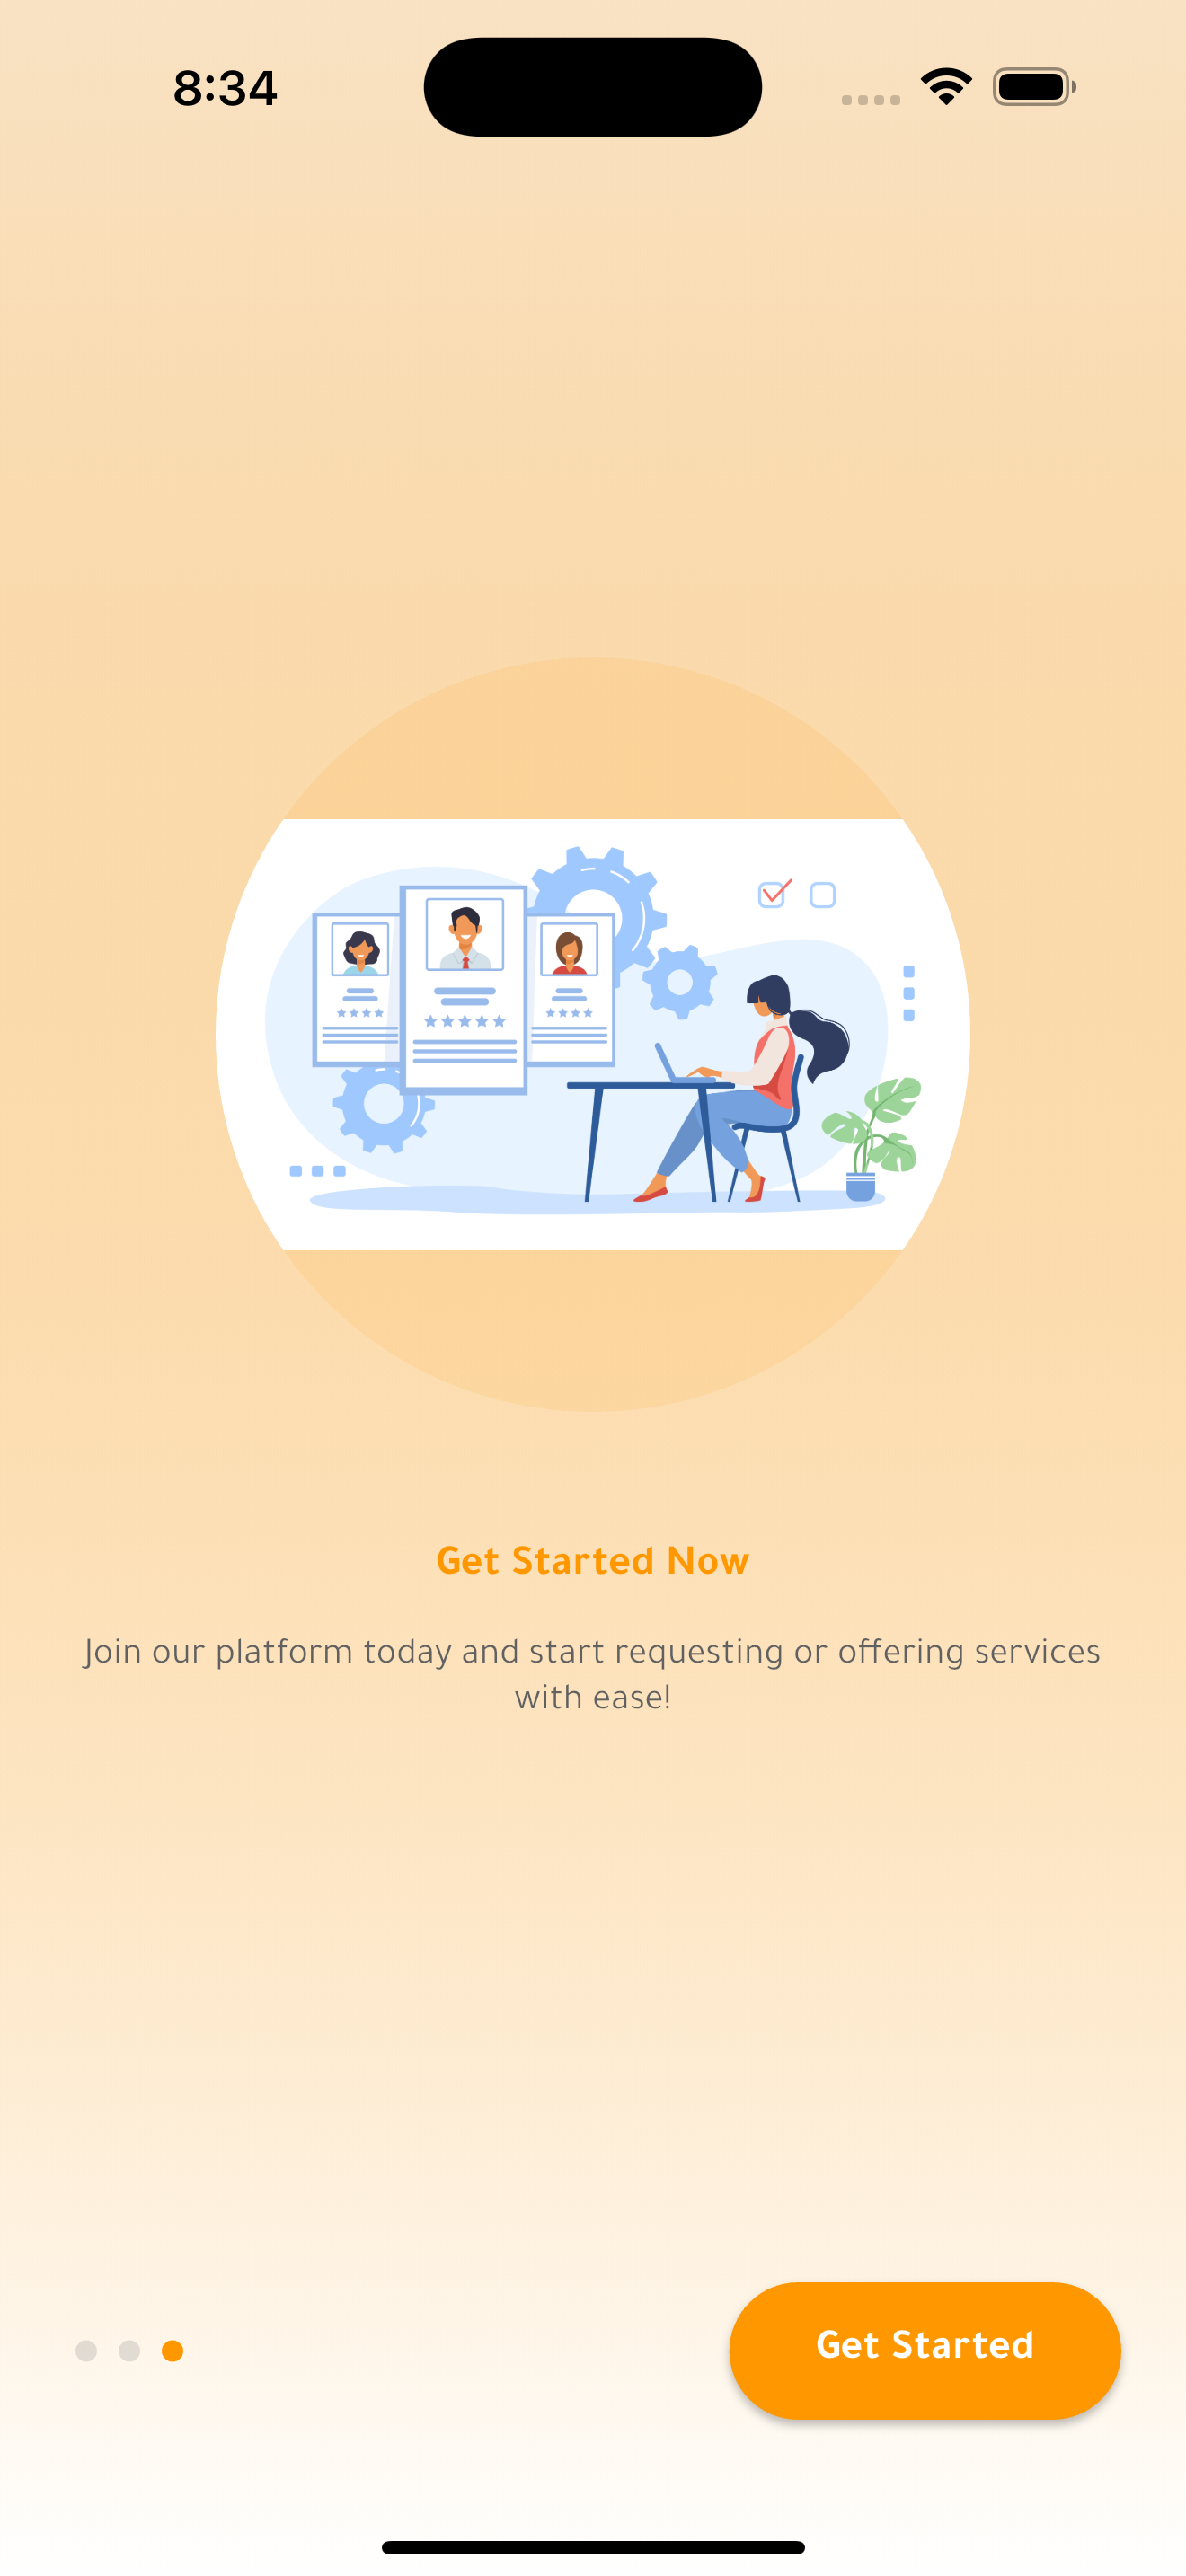 8:34
Get Started Now
Join our platform today and start requesting or offering services
with ease!
Get Started